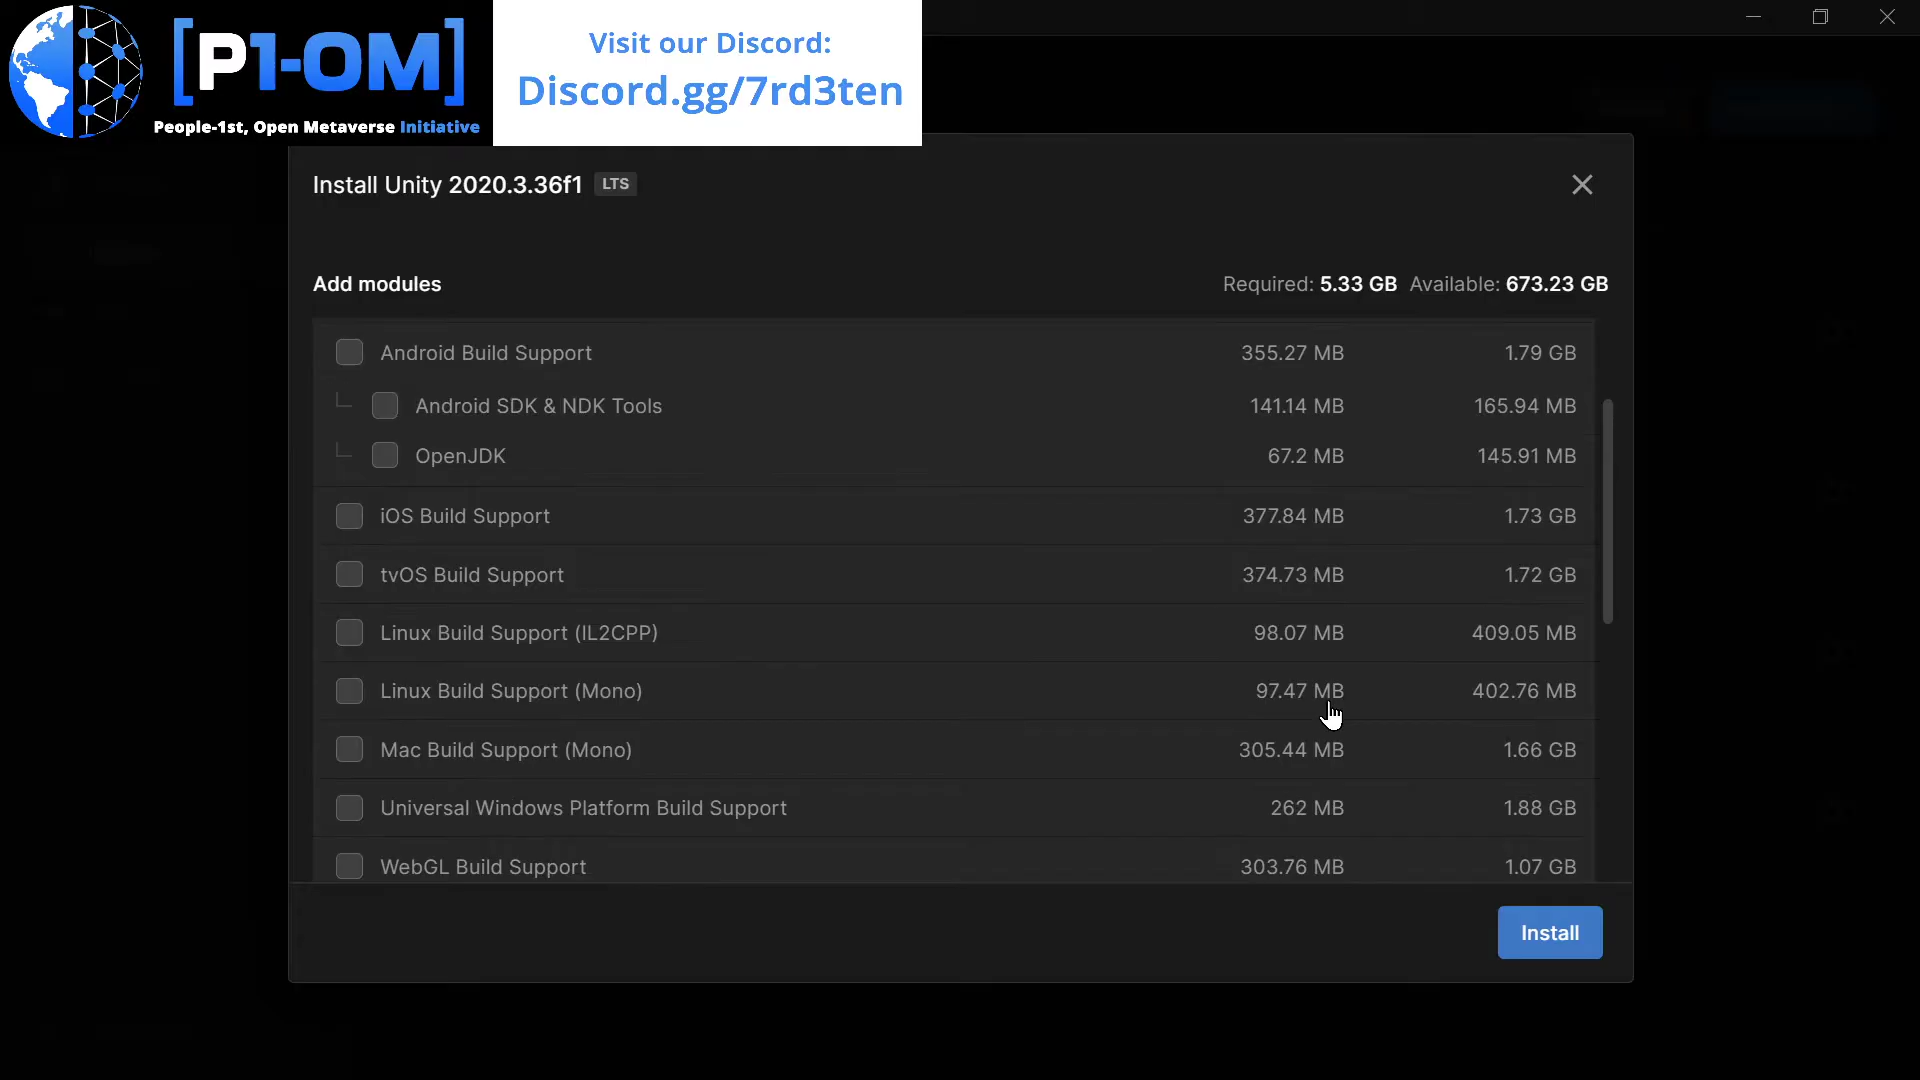 [P1-OM]
People-1st, Open Metaverse Initiative
Visit our Discord:
Discord.gg/7rd3ten
Install Unity 2020.3.36f1 LTS
Add modules
Required: 5.33 GB Available: 673.23 GB
Android Build Support 355.27 MB 1.79 GB
Android SDK & NDK Tools 141.14 MB 165.94 MB
OpenJDK 67.2 MB 145.91 MB
iOS Build Support 377.84 MB 1.73 GB
tvOS Build Support 374.73 MB 1.72 GB
Linux Build Support (IL2CPP) 98.07 MB 409.05 MB
Linux Build Support (Mono) 97.47 MB 402.76 MB
Mac Build Support (Mono) 305.44 MB 1.66 GB
Universal Windows Platform Build Support 262 MB 1.88 GB
WebGL Build Support 303.76 MB 1.07 GB
Install